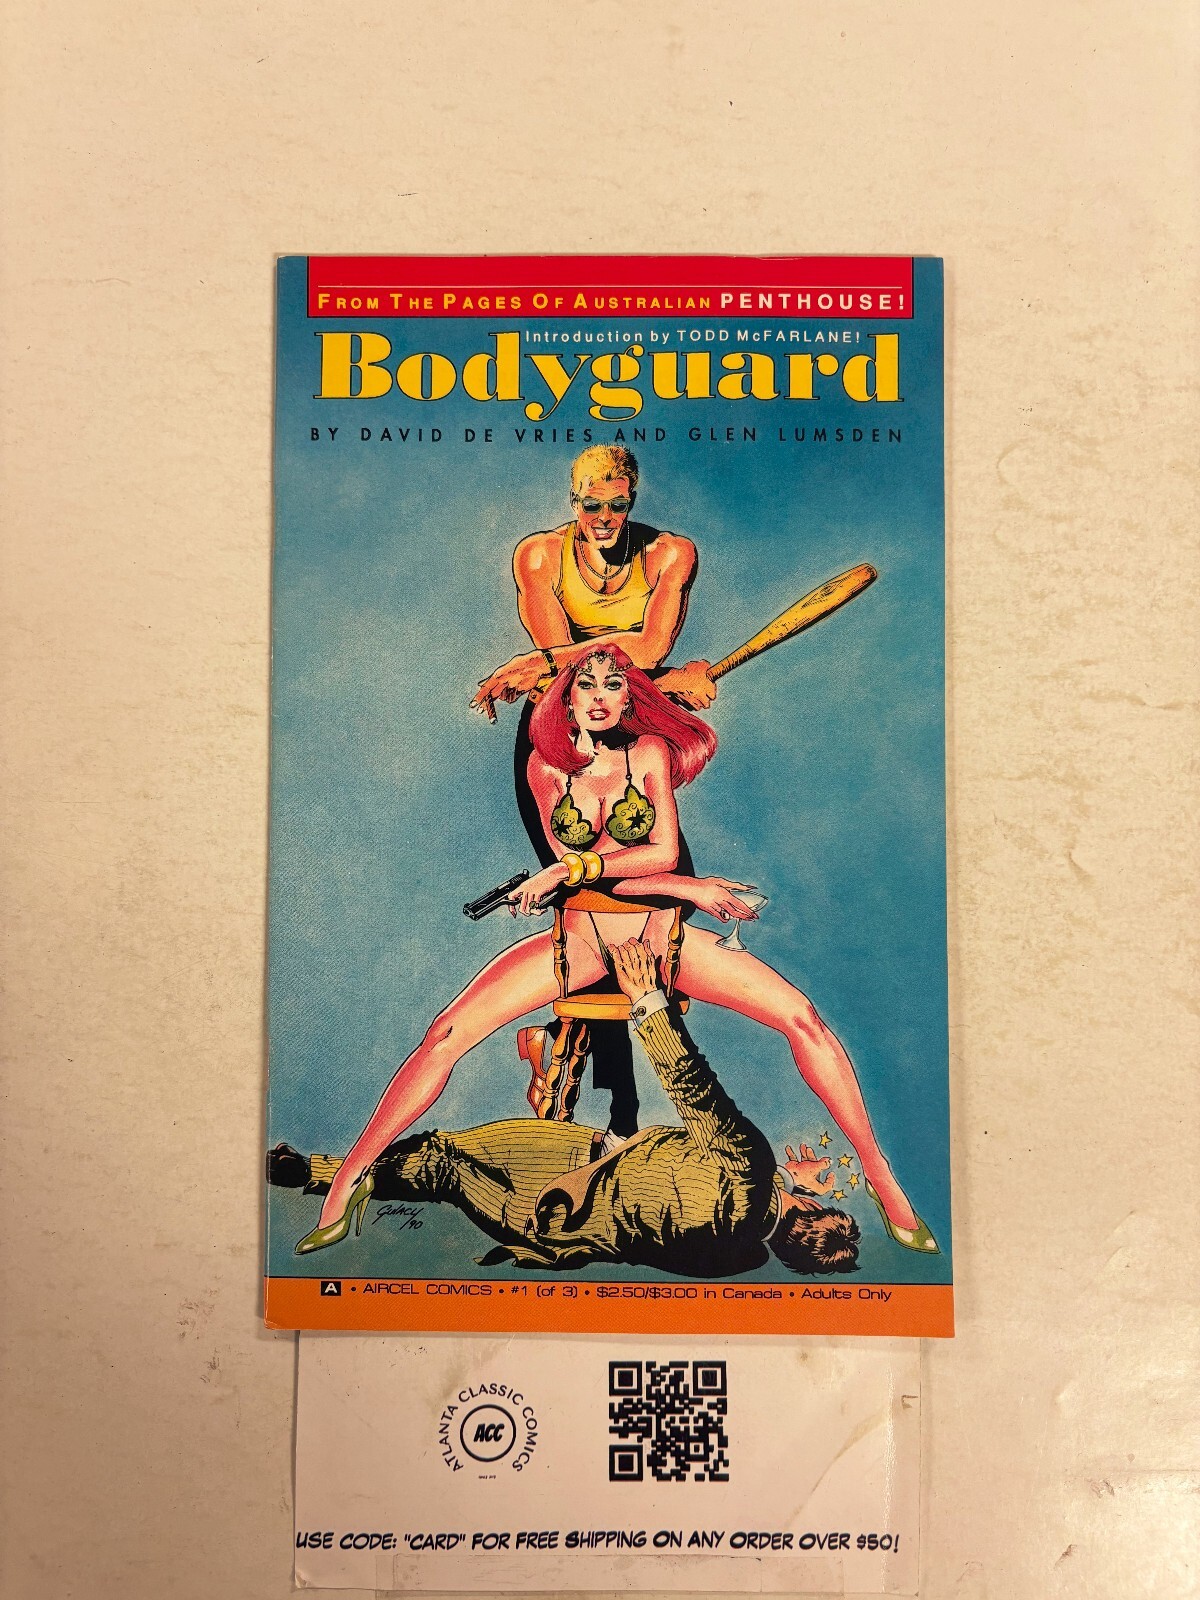 FROM THE PAGES OF AUSTRALIAN PENTHOUSE!
Introduction by TODD McFARLANE!
Bodyguard
BY DAVID DE VRIES AND GLEN LUMSDEN
GULACY
/90
A • AIRCEL COMICS • #1 (of 3) • $2.50/$3.00 in Canada • Adults Only
ATLANTA CLASSIC COMICS
ACC
USE CODE: "CARD" FOR FREE SHIPPING ON ANY ORDER OVER $50!